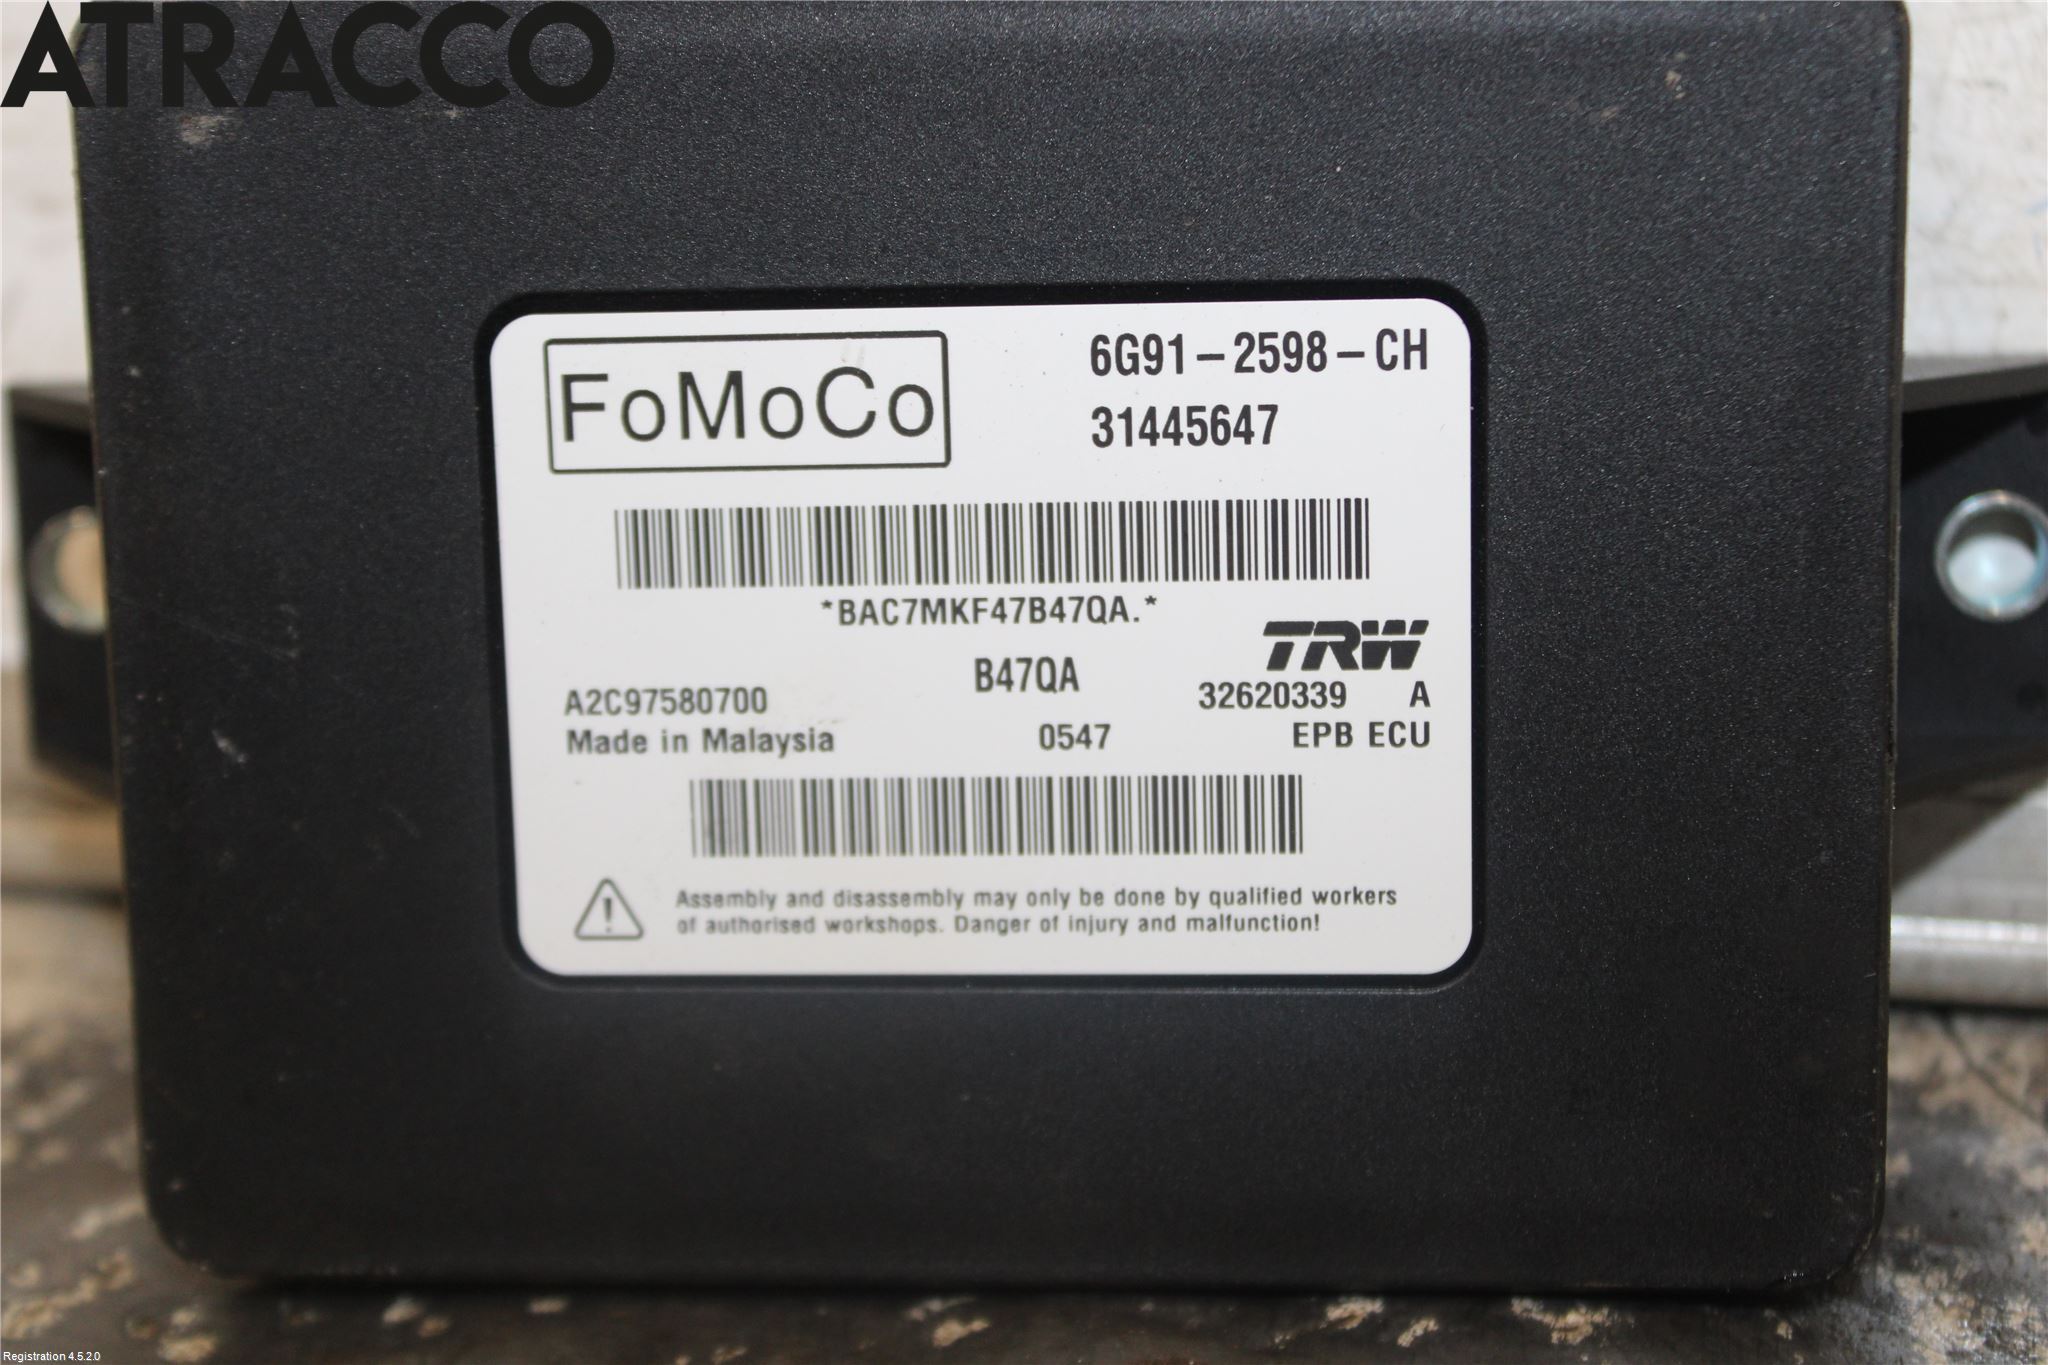 ATRACCO
FoMoCo
6G91-2598-CH
31445647
*BAC7MKF47B47QA.*
TRW
B47QA
A2C97580700
32620339 A
Made in Malaysia
0547
EPB ECU
Assembly and disassembly may only be done by qualified workers
of authorised workshops. Danger of injury and malfunction!
Registration 4.5.2.0